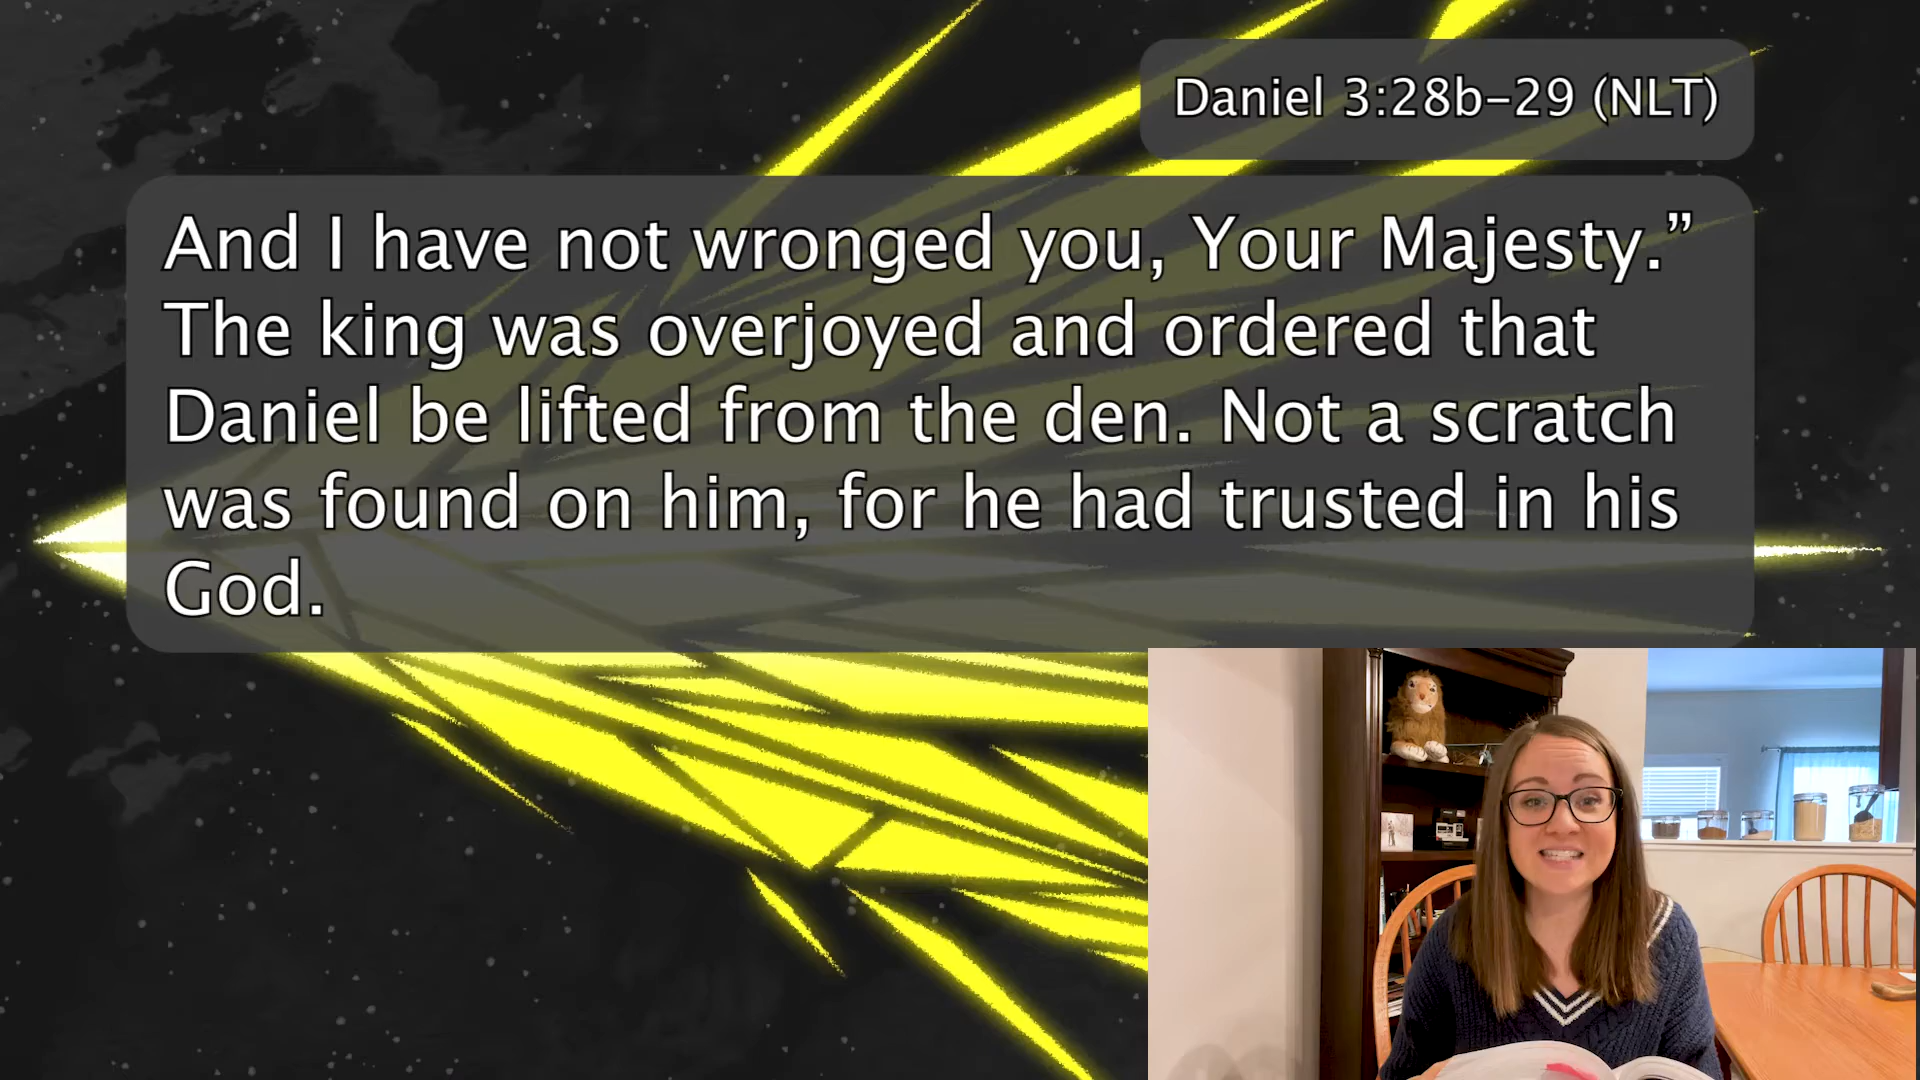 Daniel 3:28b–29 (NLT)
And I have not wronged you, Your Majesty.”
The king was overjoyed and ordered that
Daniel be lifted from the den. Not a scratch
was found on him, for he had trusted in his
God.